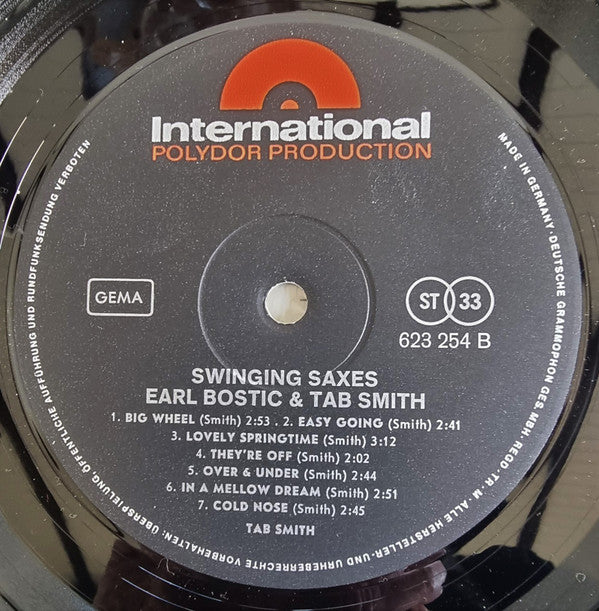 International
POLYDOR PRODUCTION
GEMA
ST 33
623 254 B
SWINGING SAXES
EARL BOSTIC & TAB SMITH
1. BIG WHEEL (Smith) 2:53 . 2. EASY GOING (Smith) 2:41
3. LOVELY SPRINGTIME (Smith) 3:12
4. THEY'RE OFF (Smith) 2:02
5. OVER & UNDER (Smith) 2:44
6. IN A MELLOW DREAM (Smith) 2:51
7. COLD NOSE (Smith) 2:45
TAB SMITH
MADE IN GERMANY · DEUTSCHE GRAMMOPHON GES. MBH. REGD · TR · M · ALLE HERSTELLER- UND URHEBERRECHTE VORBEHALTEN; ÜBERSPIELUNG, ÖFFENTLICHE AUFFÜHRUNG UND RUNDFUNKSENDUNG VERBOTEN